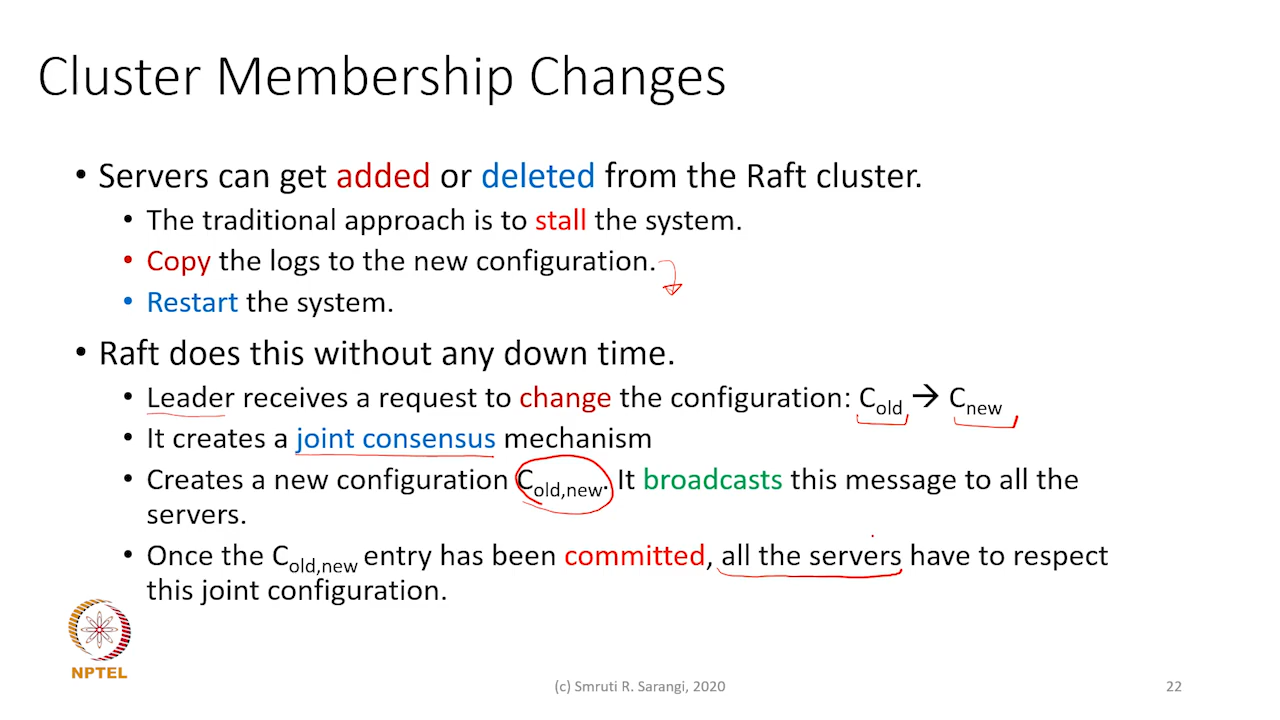 Cluster Membership Changes
• Servers can get added or deleted from the Raft cluster.
• The traditional approach is to stall the system.
• Copy the logs to the new configuration.
• Restart the system.
• Raft does this without any down time.
• Leader receives a request to change the configuration: Cold → Cnew
• It creates a joint consensus mechanism
• Creates a new configuration Cold,new. It broadcasts this message to all the
servers.
• Once the Cold,new entry has been committed, all the servers have to respect
this joint configuration.
NPTEL
(c) Smruti R. Sarangi, 2020
22